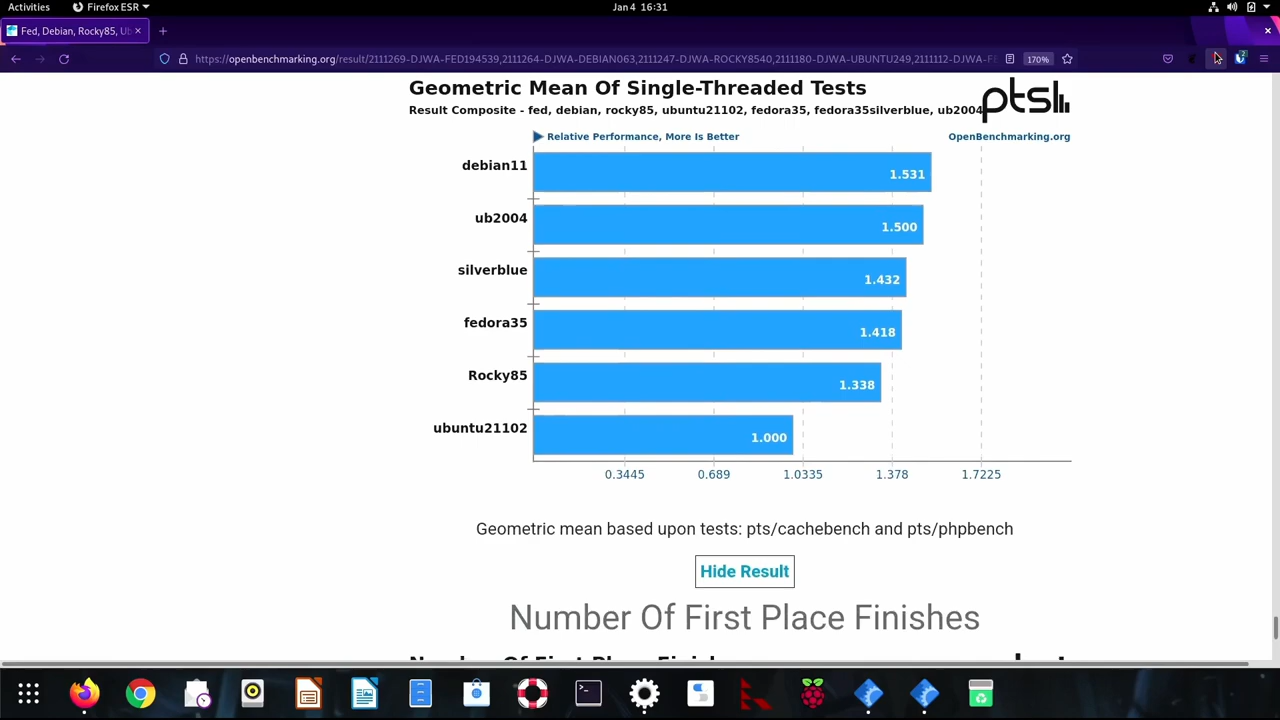 Activities
Firefox ESR
Jan 4 16:31
Fed, Debian, Rocky85, Ub
https://openbenchmarking.org/result/2111269-DJWA-FED194539,2111264-DJWA-DEBIAN063,2111247-DJWA-ROCKY8540,2111180-DJWA-UBUNTU249,2111112-DJWA-F
170%
Geometric Mean Of Single-Threaded Tests
Result Composite - fed, debian, rocky85, ubuntu21102, fedora35, fedora35silverblue, ub2004
pts
Relative Performance, More Is Better
OpenBenchmarking.org
debian11
1.531
ub2004
1.500
silverblue
1.432
fedora35
1.418
Rocky85
1.338
ubuntu21102
1.000
0.3445 0.689 1.0335 1.378 1.7225
Geometric mean based upon tests: pts/cachebench and pts/phpbench
Hide Result
Number Of First Place Finishes